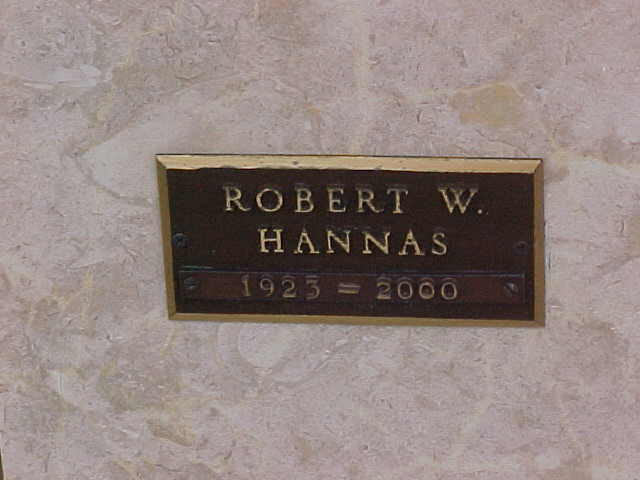 ROBERT W.
HANNAS
1923 - 2000